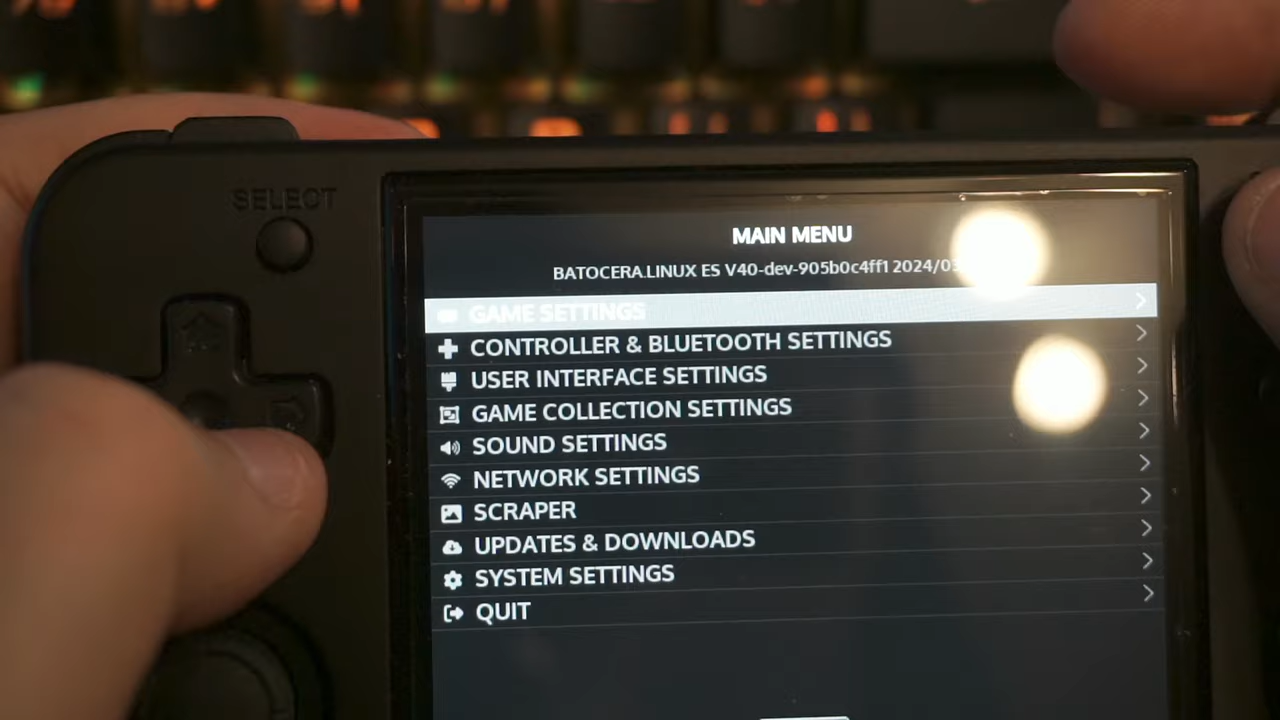 SELECT
MAIN MENU
BATOCERA.LINUX ES V40-dev-905b0c4ff1 2024/03
GAME SETTINGS
CONTROLLER & BLUETOOTH SETTINGS
USER INTERFACE SETTINGS
GAME COLLECTION SETTINGS
SOUND SETTINGS
NETWORK SETTINGS
SCRAPER
UPDATES & DOWNLOADS
SYSTEM SETTINGS
QUIT